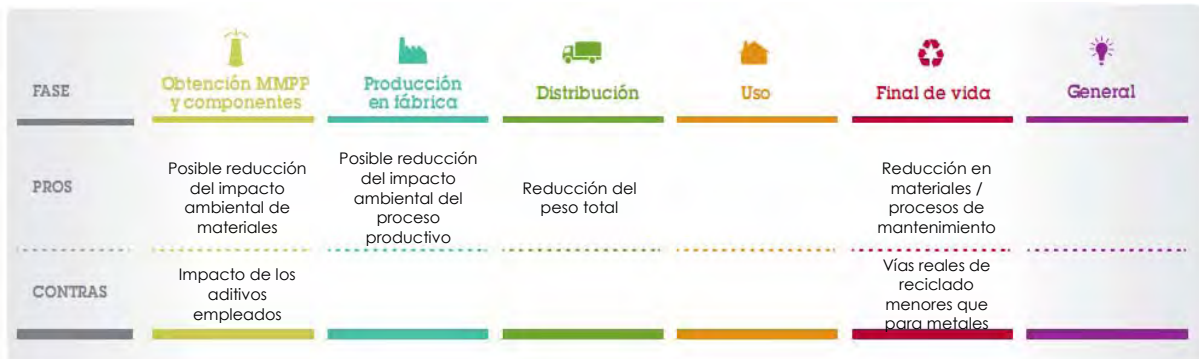 FASE
Obtención MMPP
y componentes
Producción
en fábrica
Distribución
Uso
Final de vida
General
PROS
Posible reducción
del impacto
ambiental de
materiales
Posible reducción
del impacto
ambiental del
proceso
productivo
Reducción del
peso total
Reducción en
materiales /
procesos de
mantenimiento
CONTRAS
Impacto de los
aditivos
empleados
Vías reales de
reciclado
menores que
para metales